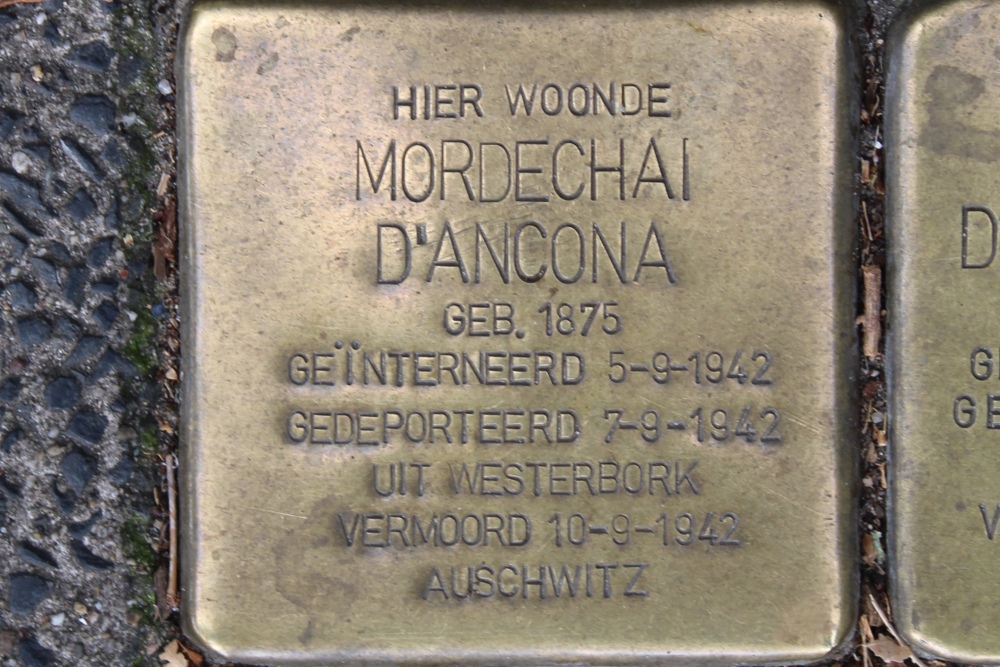 HIER WOONDE
MORDECHAI
D'ANCONA
GEB. 1875
GEÏNTERNEERD 5-9-1942
GEDEPORTEERD 7-9-1942
UIT WESTERBORK
VERMOORD 10-9-1942
AUSCHWITZ
D
G
GE
V